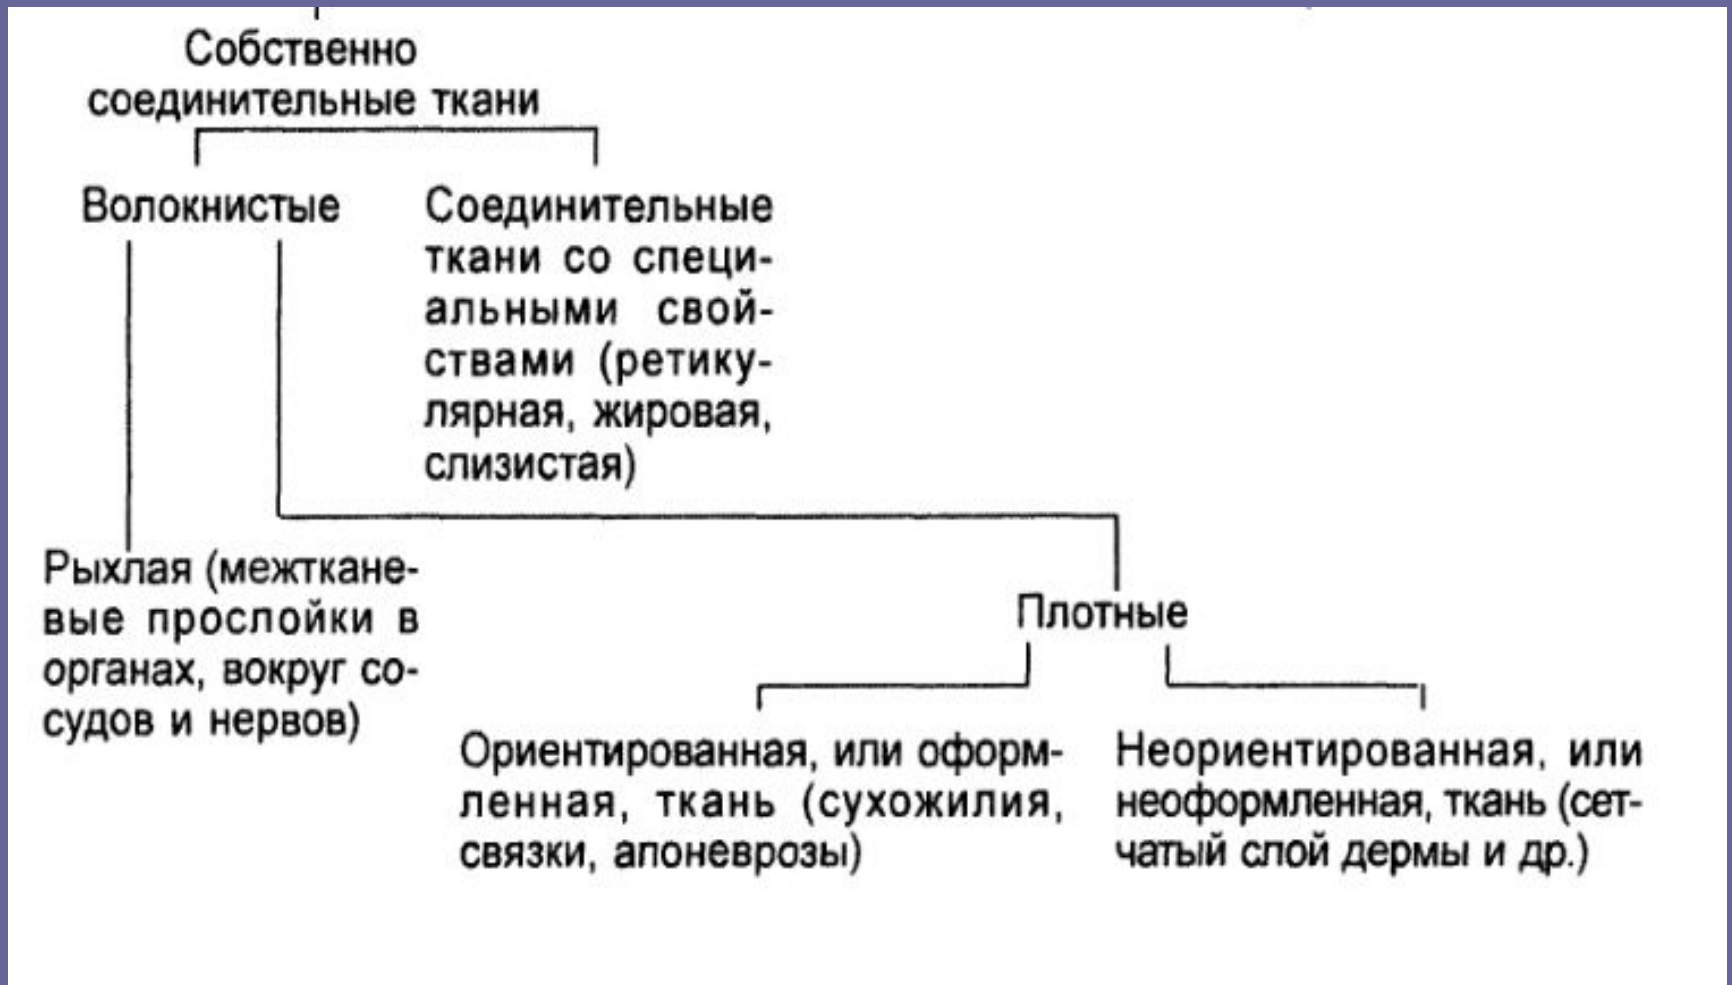 Собственно
соединительные ткани
Волокнистые
Соединительные
ткани со специ-
альными свой-
ствами (ретику-
лярная, жировая,
слизистая)
Рыхлая (межткане-
вые прослойки в
органах, вокруг со-
судов и нервов)
Плотные
Ориентированная, или оформ-
ленная, ткань (сухожилия,
связки, апоневрозы)
Неориентированная, или
неоформленная, ткань (сет-
чатый слой дермы и др.)